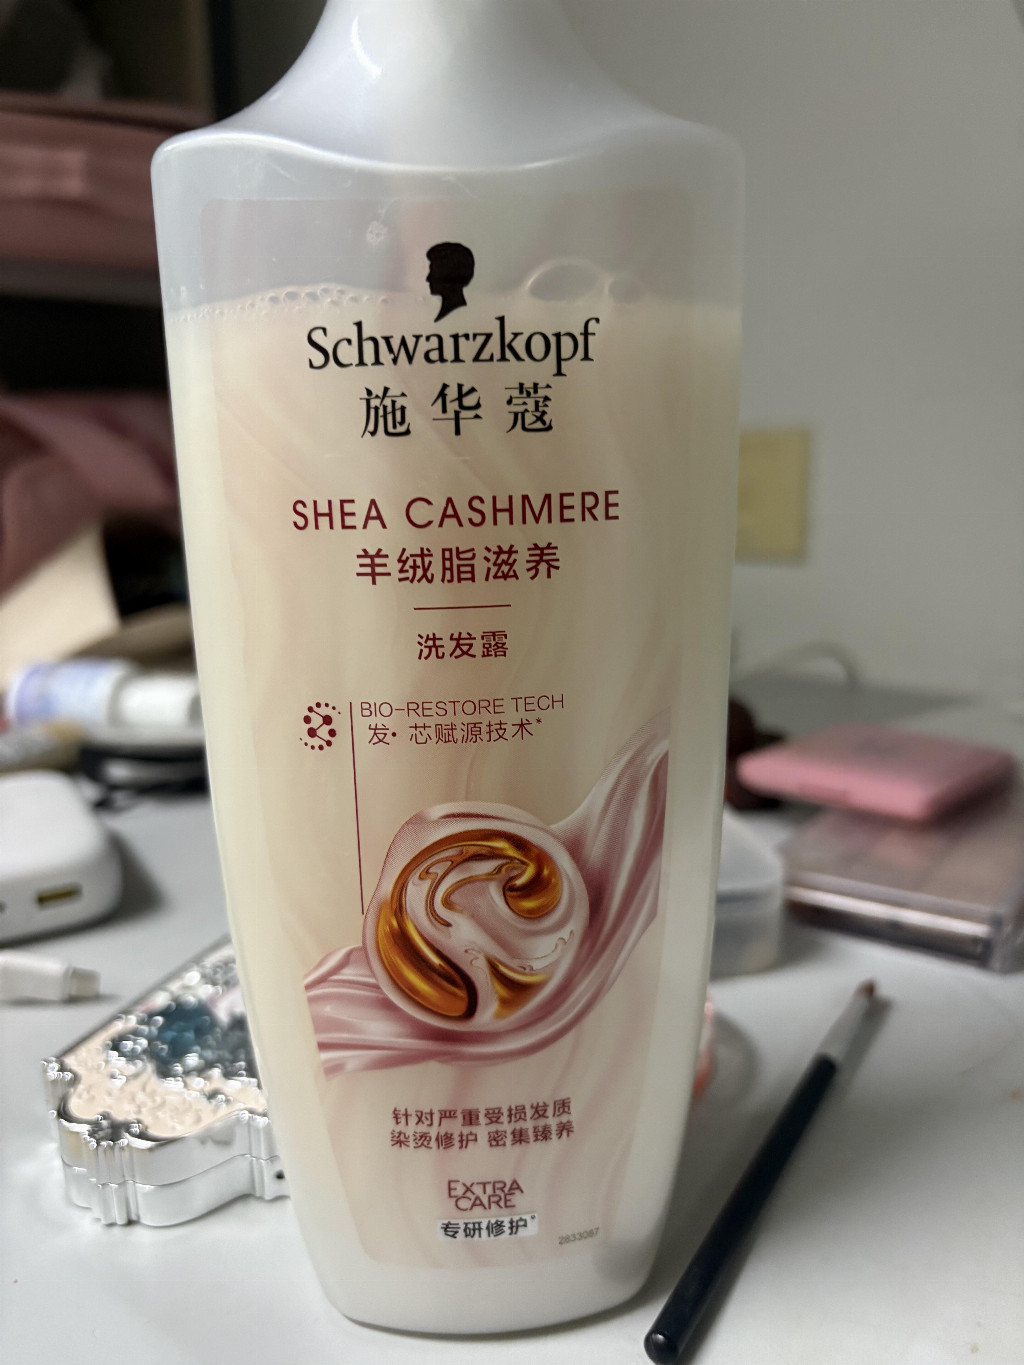 Schwarzkopf
施华蔻
SHEA CASHMERE
羊绒脂滋养
洗发露
BIO-RESTORE TECH
发·芯赋源技术*
针对严重受损发质
染烫修护 密集臻养
EXTRA
CARE
专研修护°
2833087